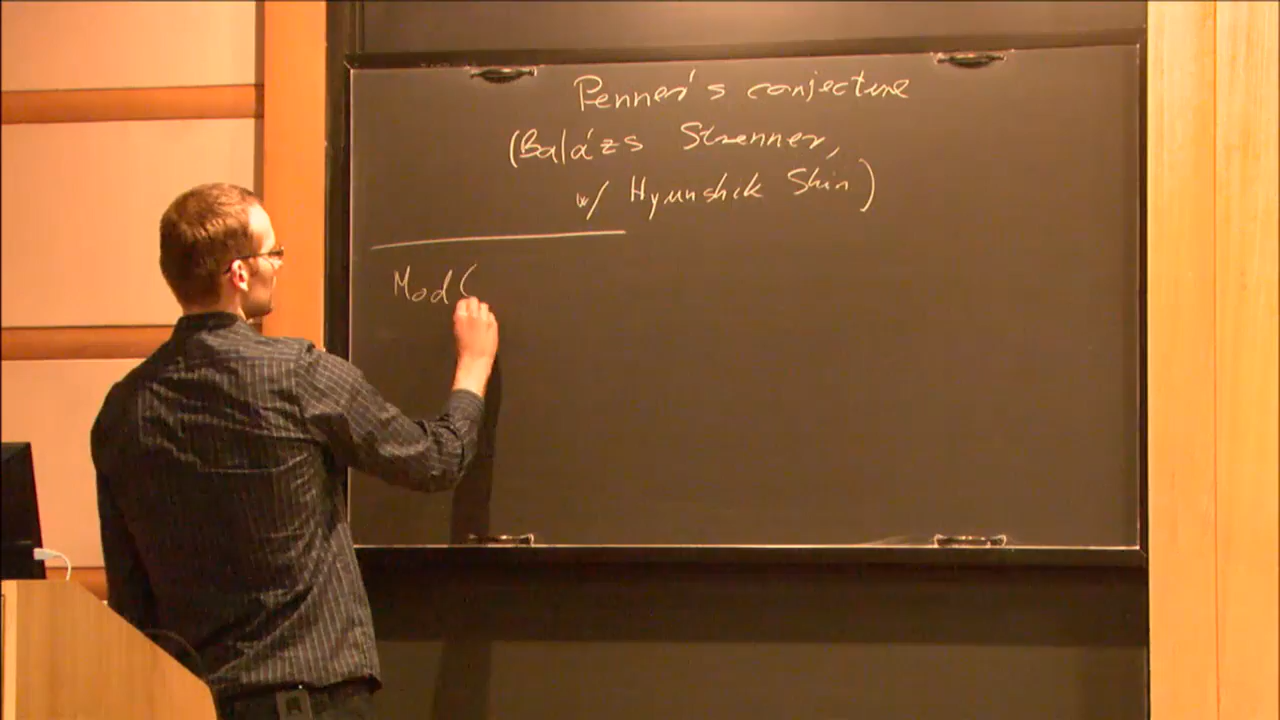 Penner's conjecture
(Balázs Strenner,
w/ Hyunshik Shin)
Mod(